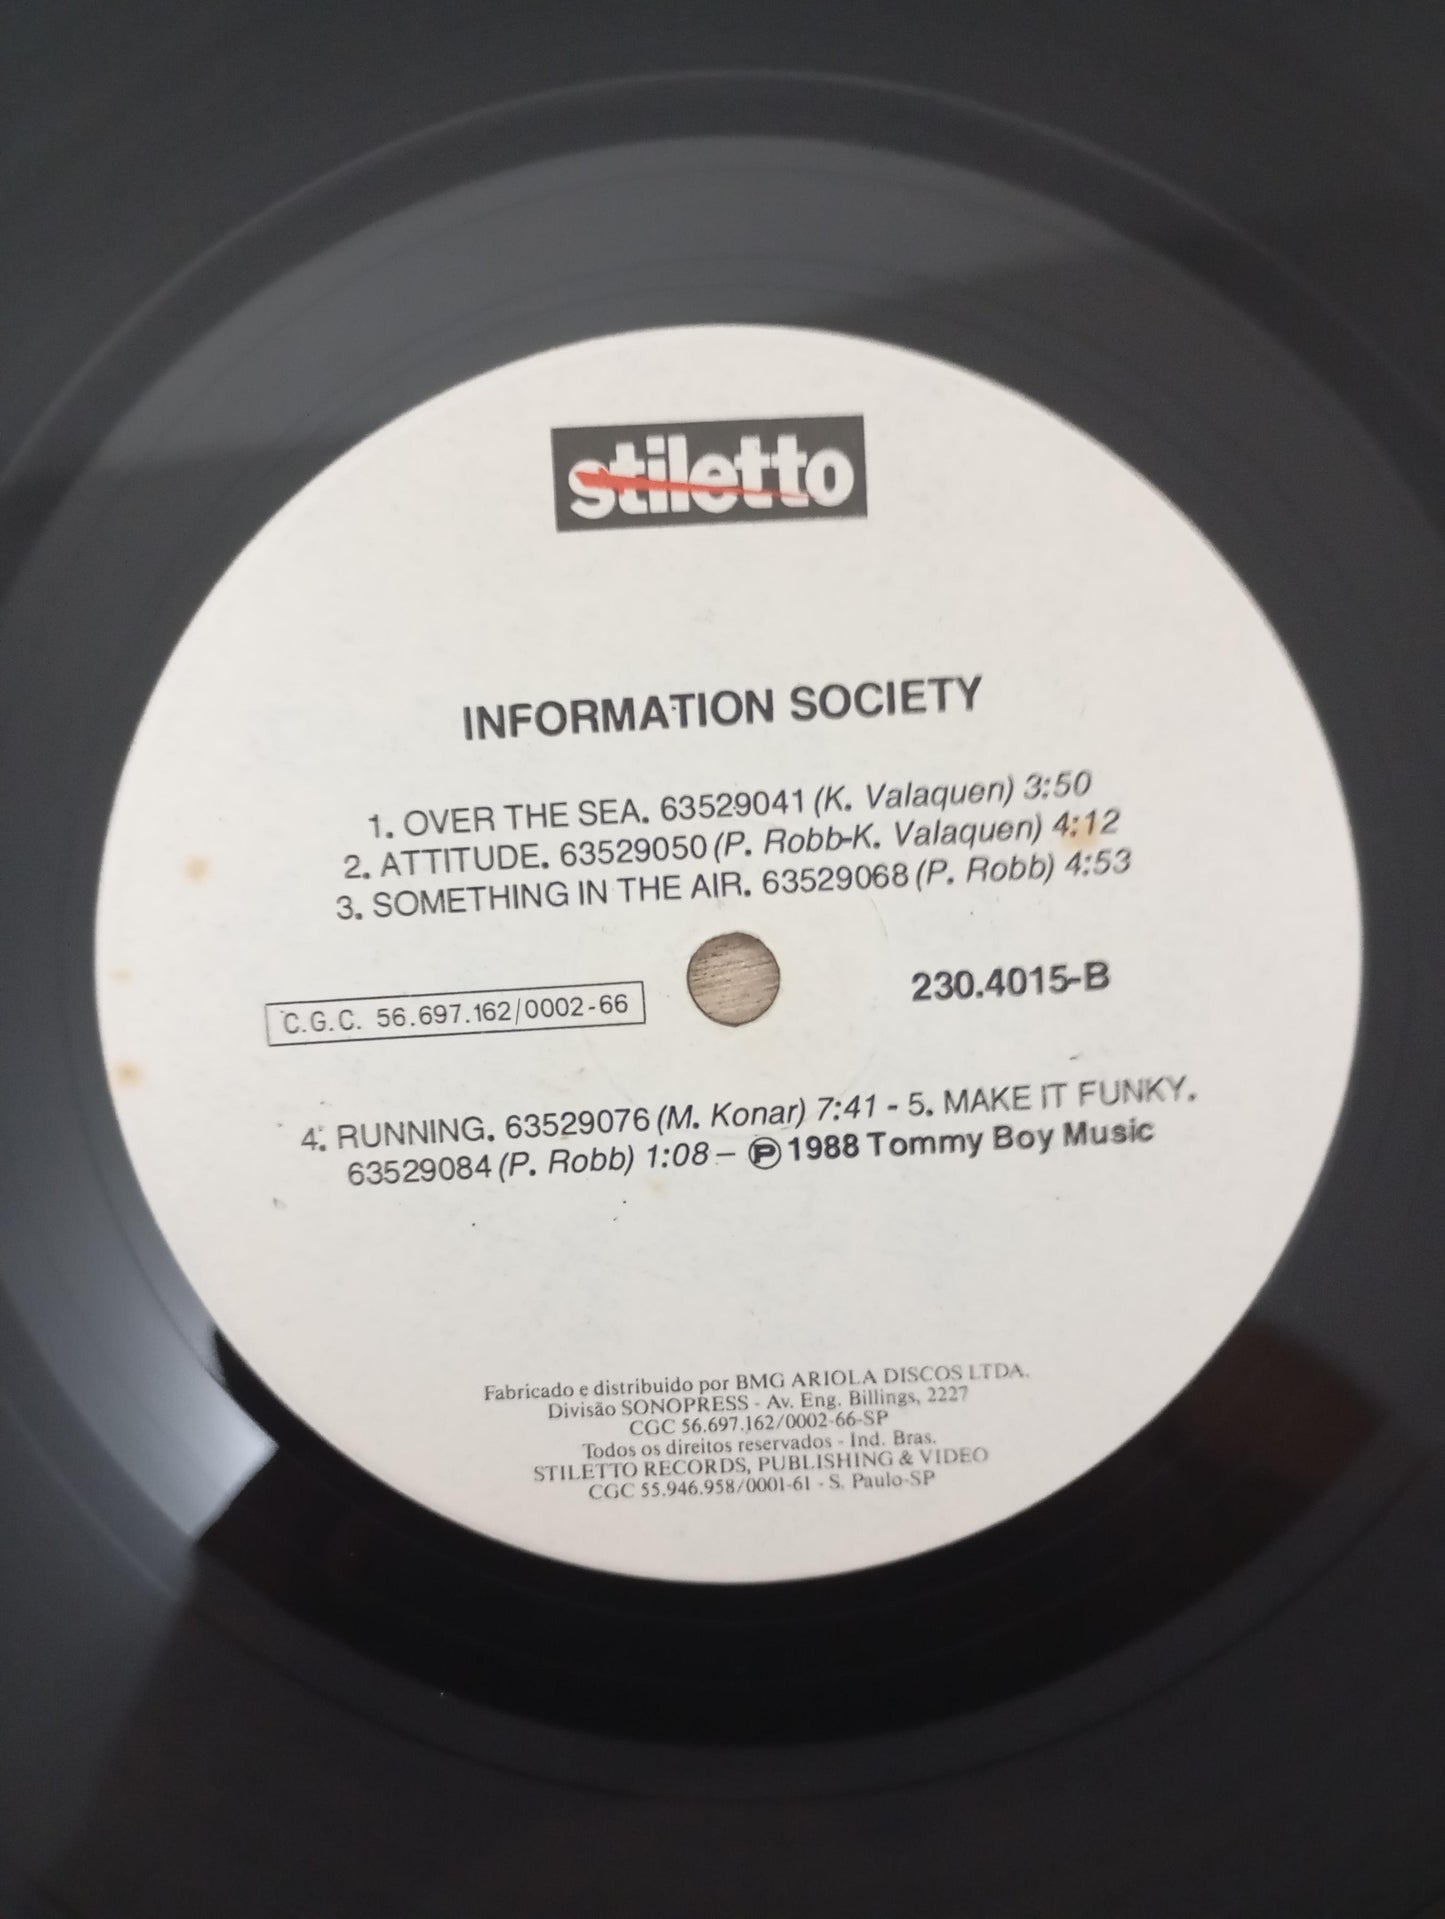 stiletto
INFORMATION SOCIETY
1. OVER THE SEA. 63529041 (K. Valaquen) 3:50
2. ATTITUDE. 63529050 (P. Robb-K. Valaquen) 4:12
3. SOMETHING IN THE AIR. 63529068 (P. Robb) 4:53
C.G.C. 56.697.162/0002-66
230.4015-B
4. RUNNING. 63529076 (M. Konar) 7:41 - 5. MAKE IT FUNKY.
63529084 (P. Robb) 1:08 – ℗ 1988 Tommy Boy Music
Fabricado e distribuido por BMG ARIOLA DISCOS LTDA.
Divisão SONOPRESS - Av. Eng. Billings, 2227
CGC 56.697.162/0002-66-SP
Todos os direitos reservados - Ind. Bras.
STILETTO RECORDS, PUBLISHING & VIDEO
CGC 55.946.958/0001-61 - S. Paulo-SP